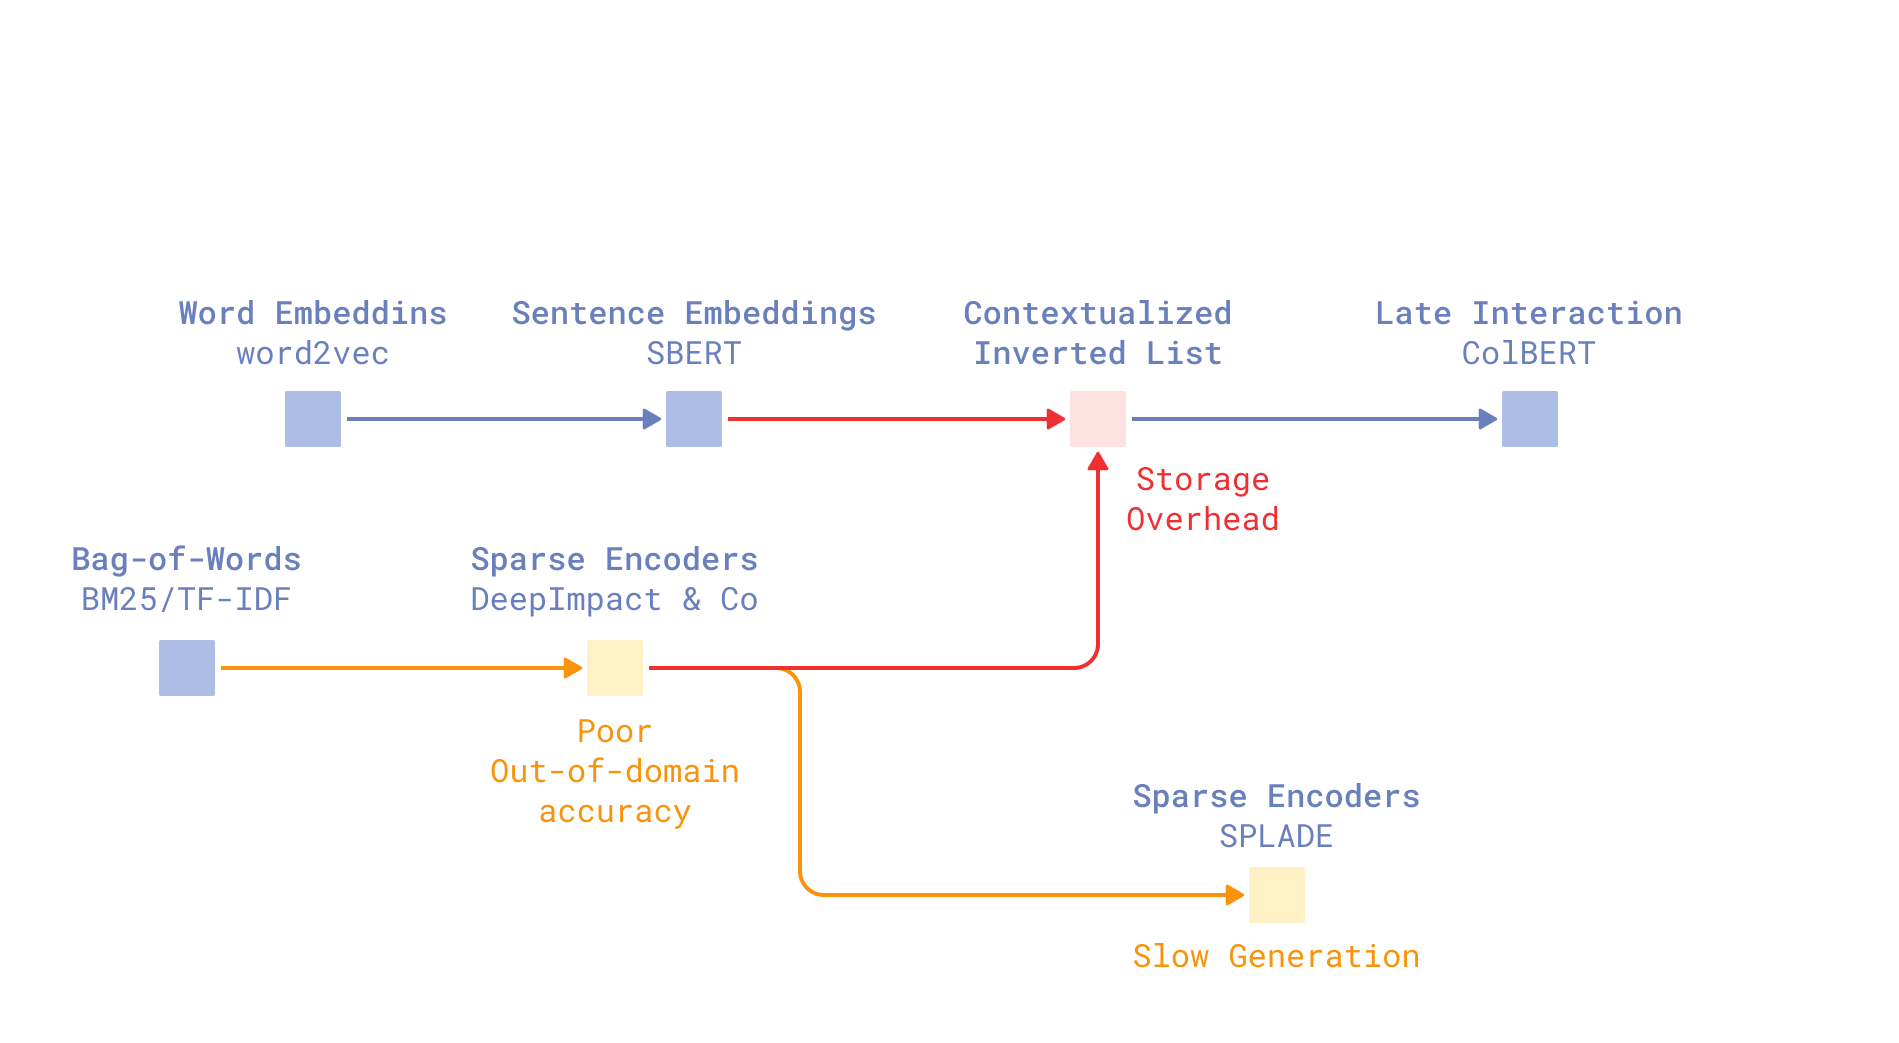 Word Embeddins
word2vec
Sentence Embeddings
SBERT
Contextualized
Inverted List
Late Interaction
ColBERT
Storage
Overhead
Bag-of-Words
BM25/TF-IDF
Sparse Encoders
DeepImpact & Co
Poor
Out-of-domain
accuracy
Sparse Encoders
SPLADE
Slow Generation